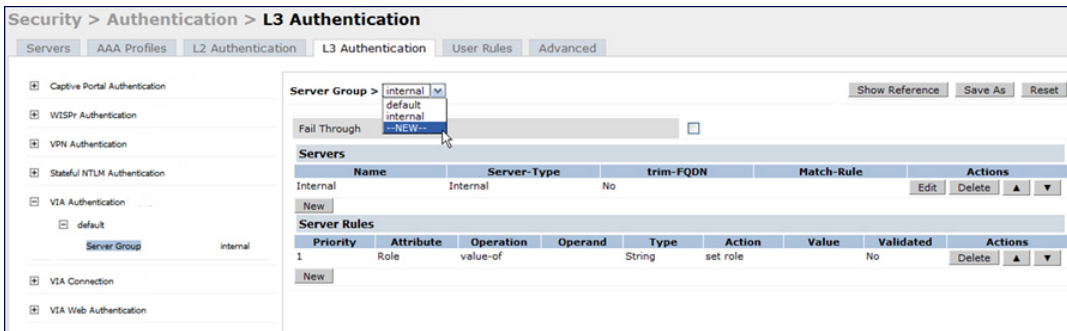 Security > Authentication > L3 Authentication
Servers AAA Profiles L2 Authentication L3 Authentication User Rules Advanced
Captive Portal Authentication
WISPr Authentication
VPN Authentication
Stateful NTLM Authentication
VIA Authentication
default
Server Group internal
VIA Connection
VIA Web Authentication
Server Group > internal Show Reference Save As Reset
default
internal
--NEW--
Fail Through
Servers
Name Server-Type trim-FQDN Match-Rule Actions
Internal Internal No Edit Delete ▲ ▼
New
Server Rules
Priority Attribute Operation Operand Type Action Value Validated Actions
1 Role value-of String set role No Delete ▲ ▼
New